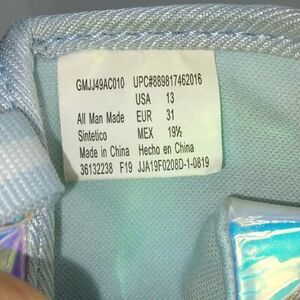 GMJJ49AC010 UPC#889817462016
USA 13
All Man Made EUR 31
Sintetico MEX 19½
Made in China Hecho en China
36132238 F19 JJA19F0208D-1-0819